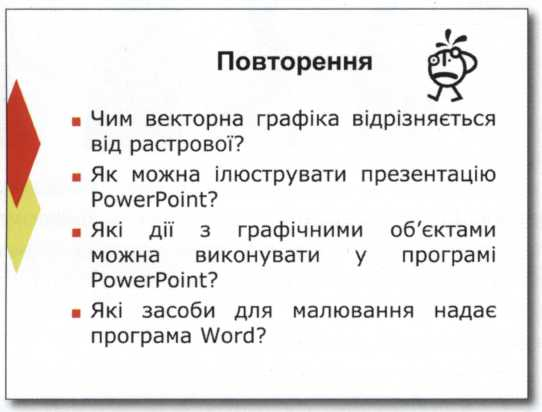 Повторення
Чим векторна графіка відрізняється
від растрової?
Як можна ілюструвати презентацію
PowerPoint?
Які дії з графічними об’єктами
можна виконувати у програмі
PowerPoint?
Які засоби для малювання надає
програма Word?